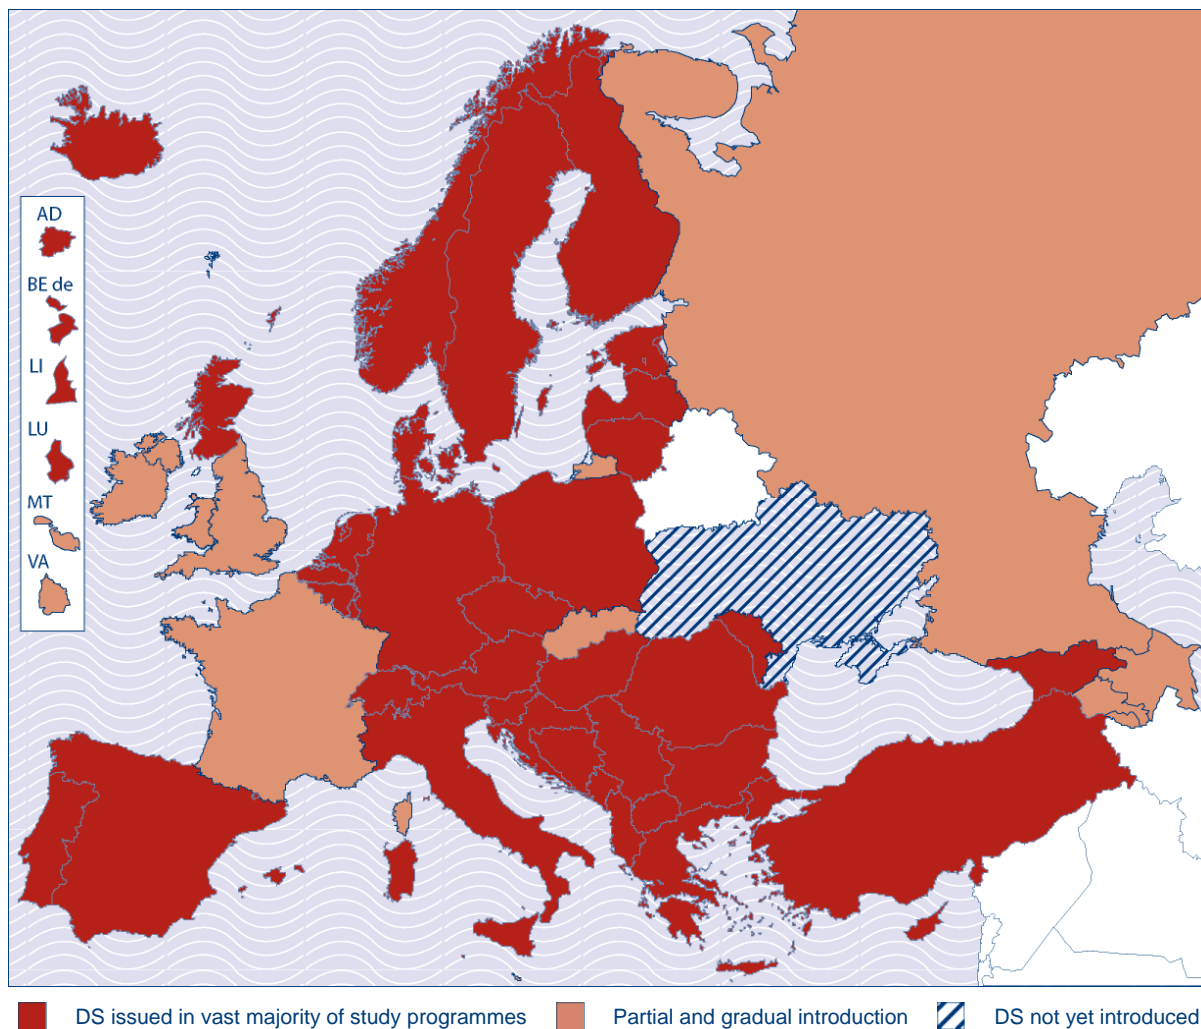 AD
BE de
LI
LU
MT
VA
DS issued in vast majority of study programmes Partial and gradual introduction DS not yet introduced